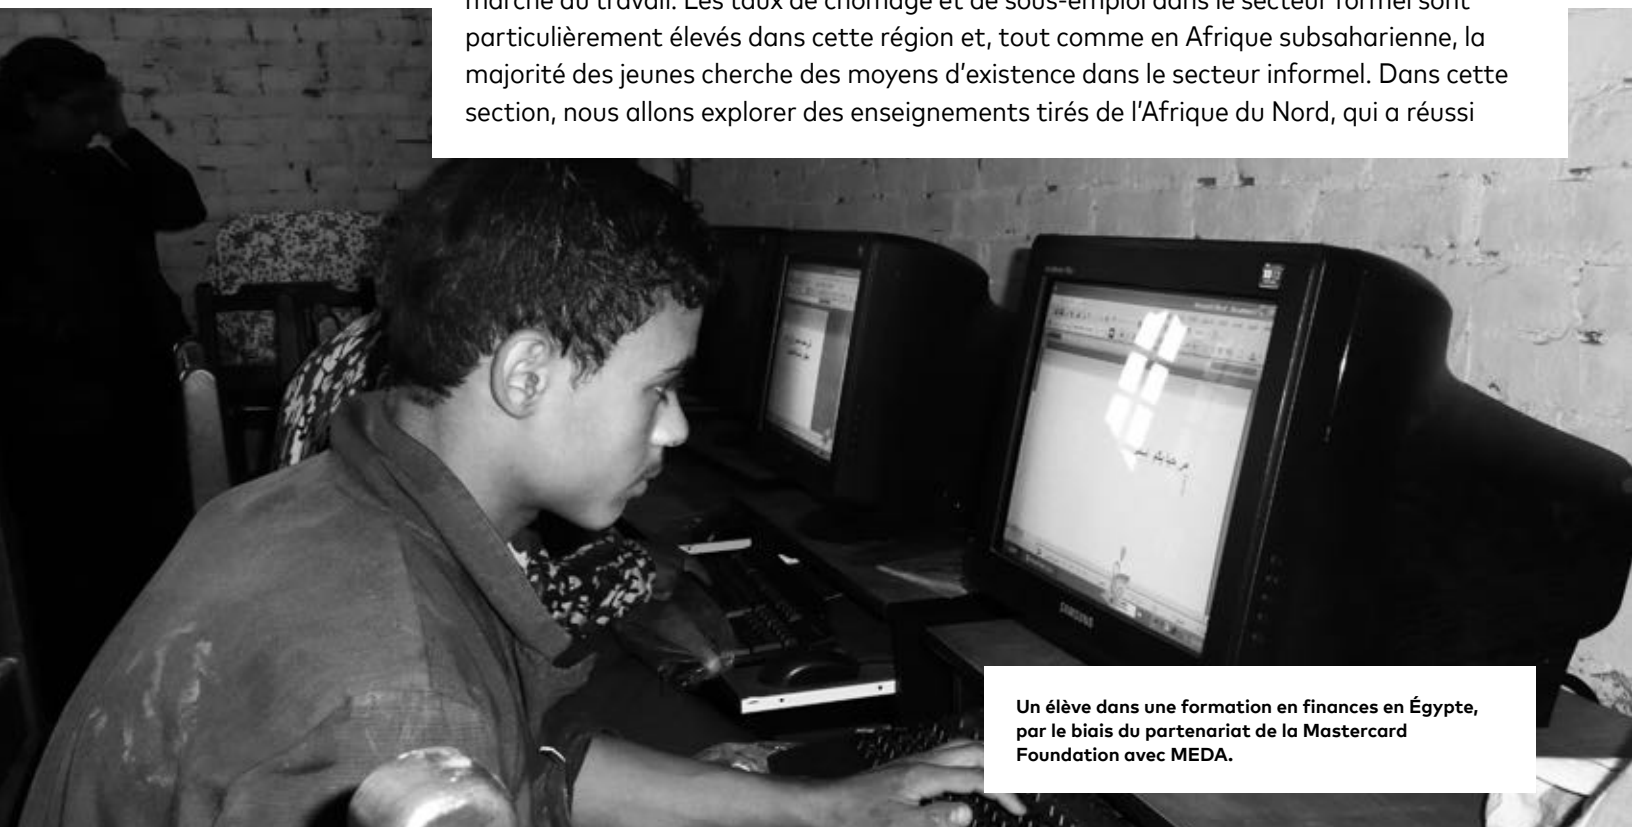 marché du travail. Les taux de chômage et de sous-emploi dans le secteur formel sont
particulièrement élevés dans cette région et, tout comme en Afrique subsaharienne, la
majorité des jeunes cherche des moyens d’existence dans le secteur informel. Dans cette
section, nous allons explorer des enseignements tirés de l’Afrique du Nord, qui a réussi
SAMSUNG
Un élève dans une formation en finances en Égypte,
par le biais du partenariat de la Mastercard
Foundation avec MEDA.